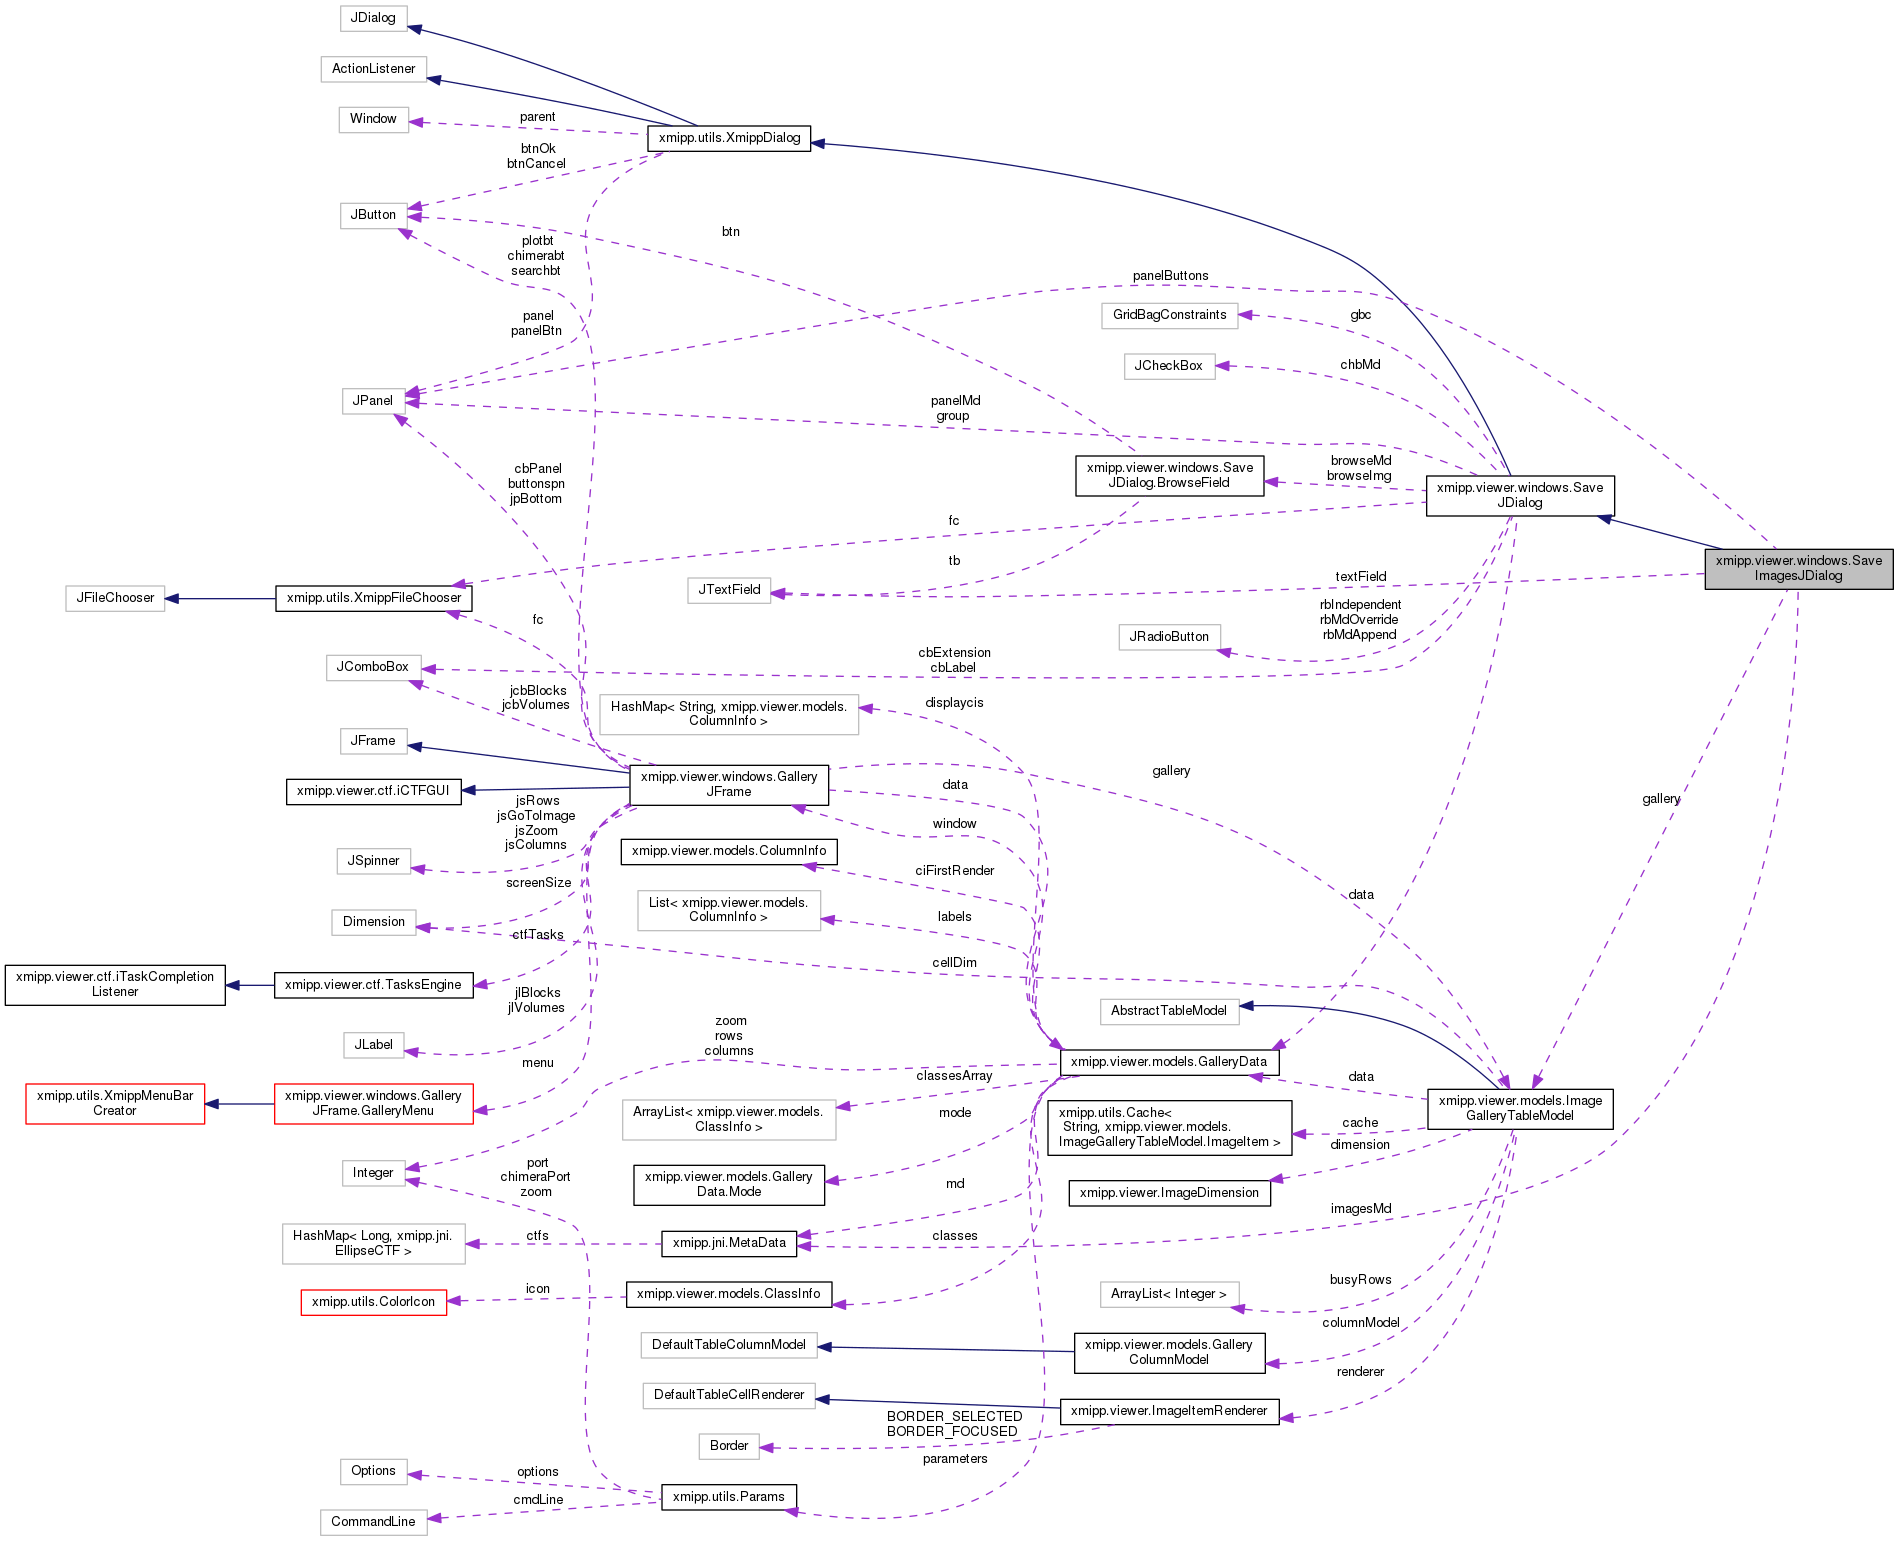 JDialog
ActionListener
Window
parent
xmipp.utils.XmippDialog
btnOk
btnCancel
JButton
btn
plotbt
chimerabt
searchbt
panelButtons
GridBagConstraints
gbc
panel
panelBtn
JCheckBox
chbMd
JPanel
panelMd
group
cbPanel
buttonspn
jpBottom
xmipp.viewer.windows.Save
JDialog.BrowseField
browseMd
browseImg
xmipp.viewer.windows.Save
JDialog
fc
tb
xmipp.viewer.windows.Save
ImagesJDialog
JFileChooser
xmipp.utils.XmippFileChooser
fc
JTextField
textField
JRadioButton
rbIndependent
rbMdOverride
rbMdAppend
JComboBox
cbExtension
cbLabel
jcbBlocks
jcbVolumes
HashMap< String, xmipp.viewer.models.
ColumnInfo >
displaycis
JFrame
xmipp.viewer.windows.Gallery
JFrame
xmipp.viewer.ctf.iCTFGUI
data
gallery
gallery
jsRows
jsGoToImage
jsZoom
jsColumns
window
JSpinner
xmipp.viewer.models.ColumnInfo
ciFirstRender
screenSize
Dimension
List< xmipp.viewer.models.
ColumnInfo >
labels
data
ctfTasks
cellDim
xmipp.viewer.ctf.iTaskCompletion
Listener
xmipp.viewer.ctf.TasksEngine
jlBlocks
jlVolumes
AbstractTableModel
JLabel
zoom
rows
columns
xmipp.viewer.models.GalleryData
menu
classesArray
data
xmipp.utils.XmippMenuBar
Creator
xmipp.viewer.windows.Gallery
JFrame.GalleryMenu
ArrayList< xmipp.viewer.models.
ClassInfo >
mode
xmipp.utils.Cache<
String, xmipp.viewer.models.
ImageGalleryTableModel.ImageItem >
cache
dimension
xmipp.viewer.models.Image
GalleryTableModel
Integer
port
chimeraPort
zoom
xmipp.viewer.models.Gallery
Data.Mode
md
xmipp.viewer.ImageDimension
imagesMd
HashMap< Long, xmipp.jni.
EllipseCTF >
ctfs
xmipp.jni.MetaData
classes
xmipp.utils.ColorIcon
icon
xmipp.viewer.models.ClassInfo
ArrayList< Integer >
busyRows
columnModel
DefaultTableColumnModel
xmipp.viewer.models.Gallery
ColumnModel
renderer
DefaultTableCellRenderer
xmipp.viewer.ImageItemRenderer
BORDER_SELECTED
BORDER_FOCUSED
Border
parameters
Options
options
xmipp.utils.Params
cmdLine
CommandLine